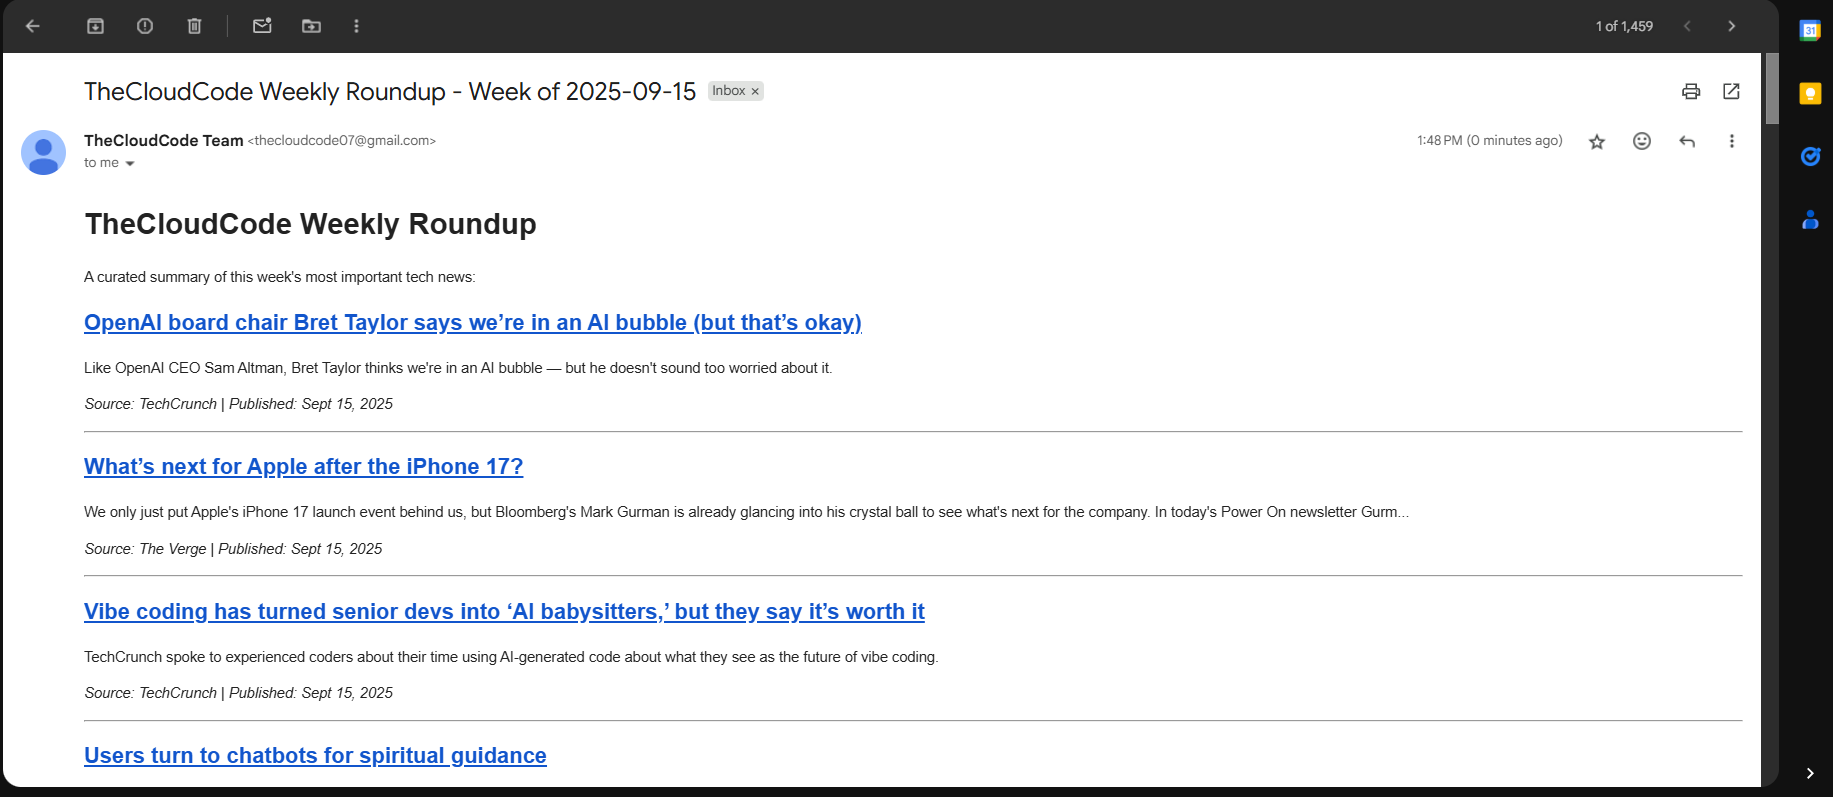 1 of 1,459
31
TheCloudCode Weekly Roundup - Week of 2025-09-15
Inbox ×
TheCloudCode Team <thecloudcode07@gmail.com>
1:48 PM (0 minutes ago)
to me
TheCloudCode Weekly Roundup
A curated summary of this week's most important tech news:
OpenAI board chair Bret Taylor says we’re in an AI bubble (but that’s okay)
Like OpenAI CEO Sam Altman, Bret Taylor thinks we're in an AI bubble — but he doesn't sound too worried about it.
Source: TechCrunch | Published: Sept 15, 2025
What’s next for Apple after the iPhone 17?
We only just put Apple's iPhone 17 launch event behind us, but Bloomberg's Mark Gurman is already glancing into his crystal ball to see what's next for the company. In today's Power On newsletter Gurm...
Source: The Verge | Published: Sept 15, 2025
Vibe coding has turned senior devs into ‘AI babysitters,’ but they say it’s worth it
TechCrunch spoke to experienced coders about their time using AI-generated code about what they see as the future of vibe coding.
Source: TechCrunch | Published: Sept 15, 2025
Users turn to chatbots for spiritual guidance